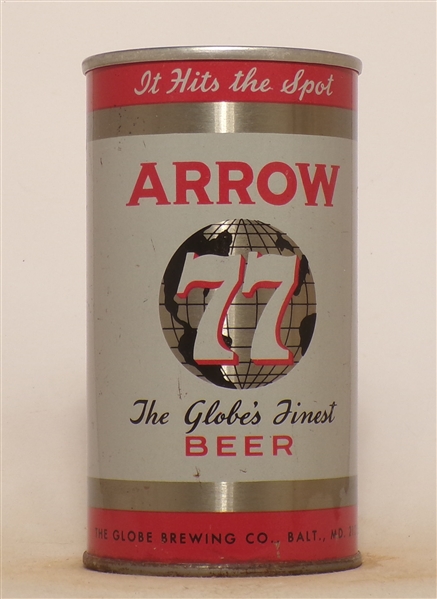 It Hits the Spot
ARROW
77
The Globe's Finest
BEER
THE GLOBE BREWING CO., BALT., MD.